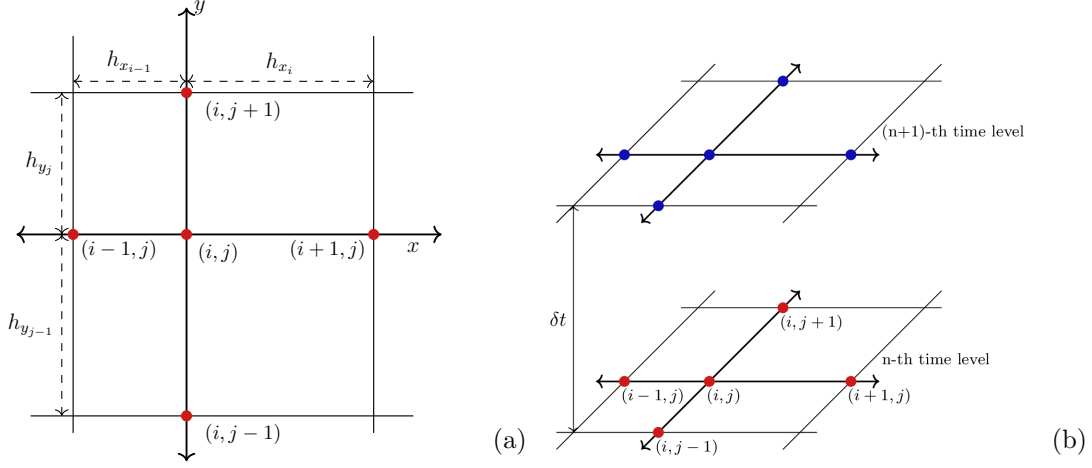 y
h_{x_{i-1}}
h_{x_i}
(i, j + 1)
h_{y_j}
(i − 1, j)
(i, j)
(i + 1, j)
x
h_{y_{j-1}}
(i, j − 1)
(a)
(n+1)-th time level
δt
(i, j + 1)
n-th time level
(i − 1, j)
(i, j)
(i + 1, j)
(i, j − 1)
(b)